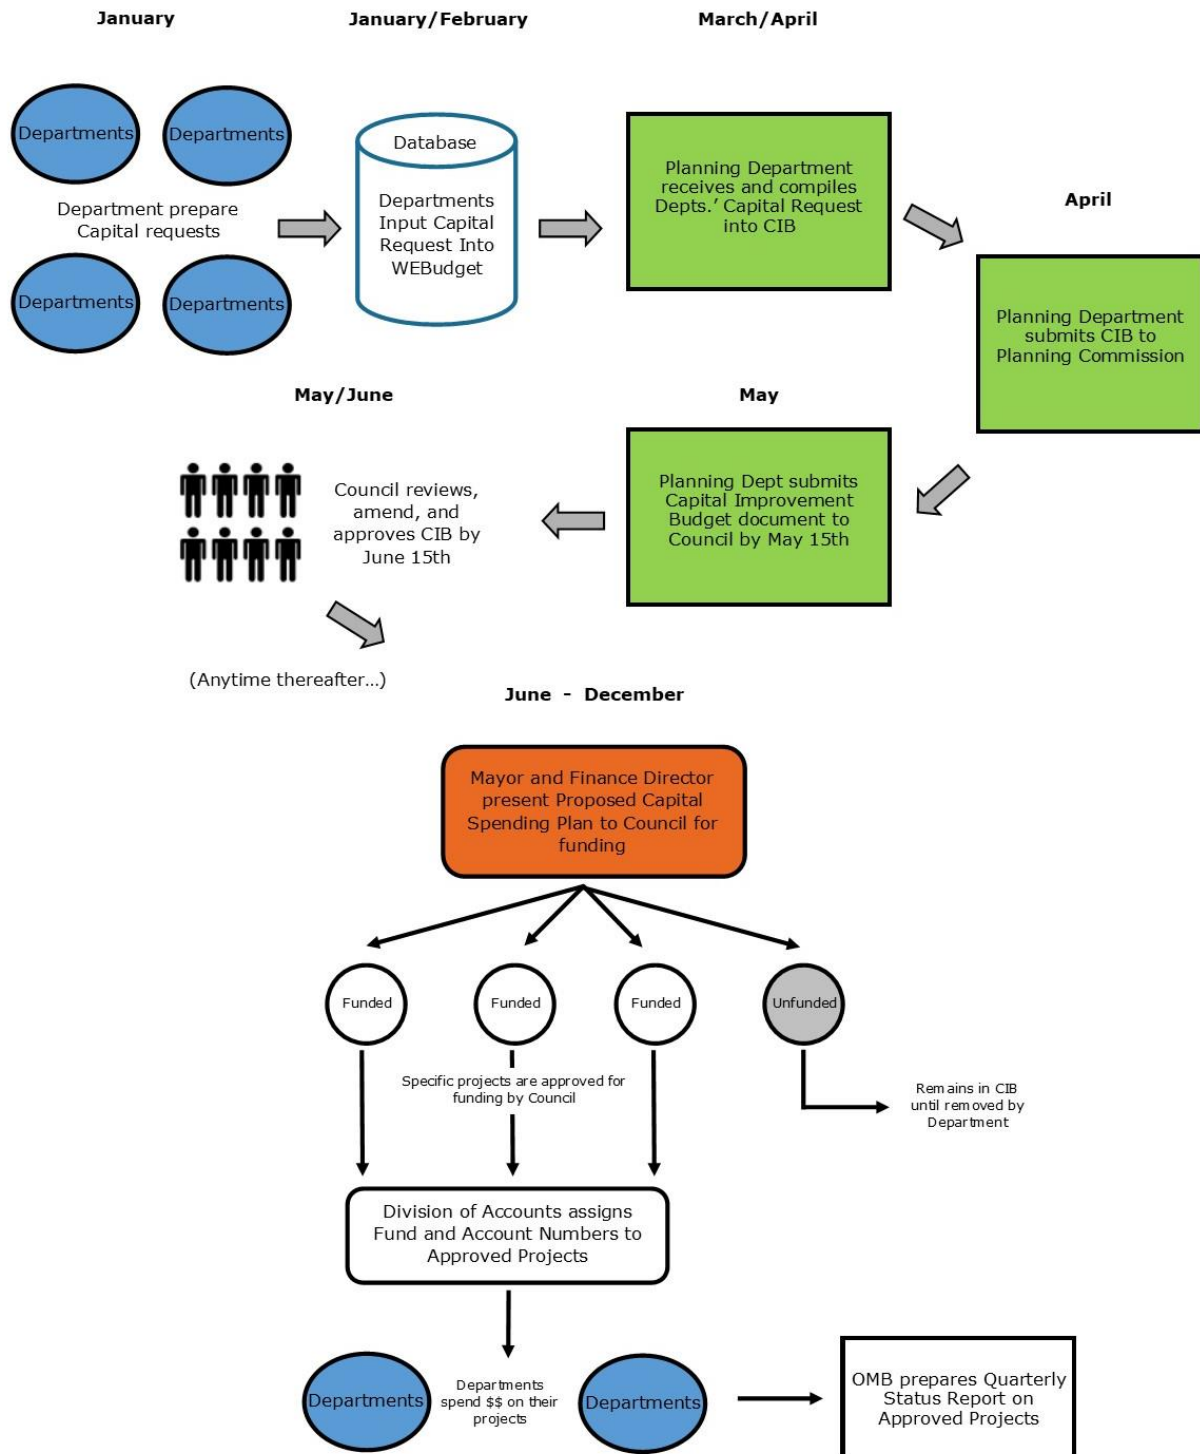 January
January/February
March/April
Departments
Departments
Department prepare
Capital requests
Departments
Departments
Database
Departments
Input Capital
Request Into
WEBudget
Planning Department
receives and compiles
Depts.’ Capital Request
into CIB
April
Planning Department
submits CIB to
Planning Commission
May
Planning Dept submits
Capital Improvement
Budget document to
Council by May 15th
May/June
Council reviews,
amend, and
approves CIB by
June 15th
(Anytime thereafter...)
June - December
Mayor and Finance Director
present Proposed Capital
Spending Plan to Council for
funding
Funded
Funded
Funded
Unfunded
Specific projects are approved for
funding by Council
Remains in CIB
until removed by
Department
Division of Accounts assigns
Fund and Account Numbers to
Approved Projects
Departments
Departments
spend $$ on their
projects
Departments
OMB prepares Quarterly
Status Report on
Approved Projects